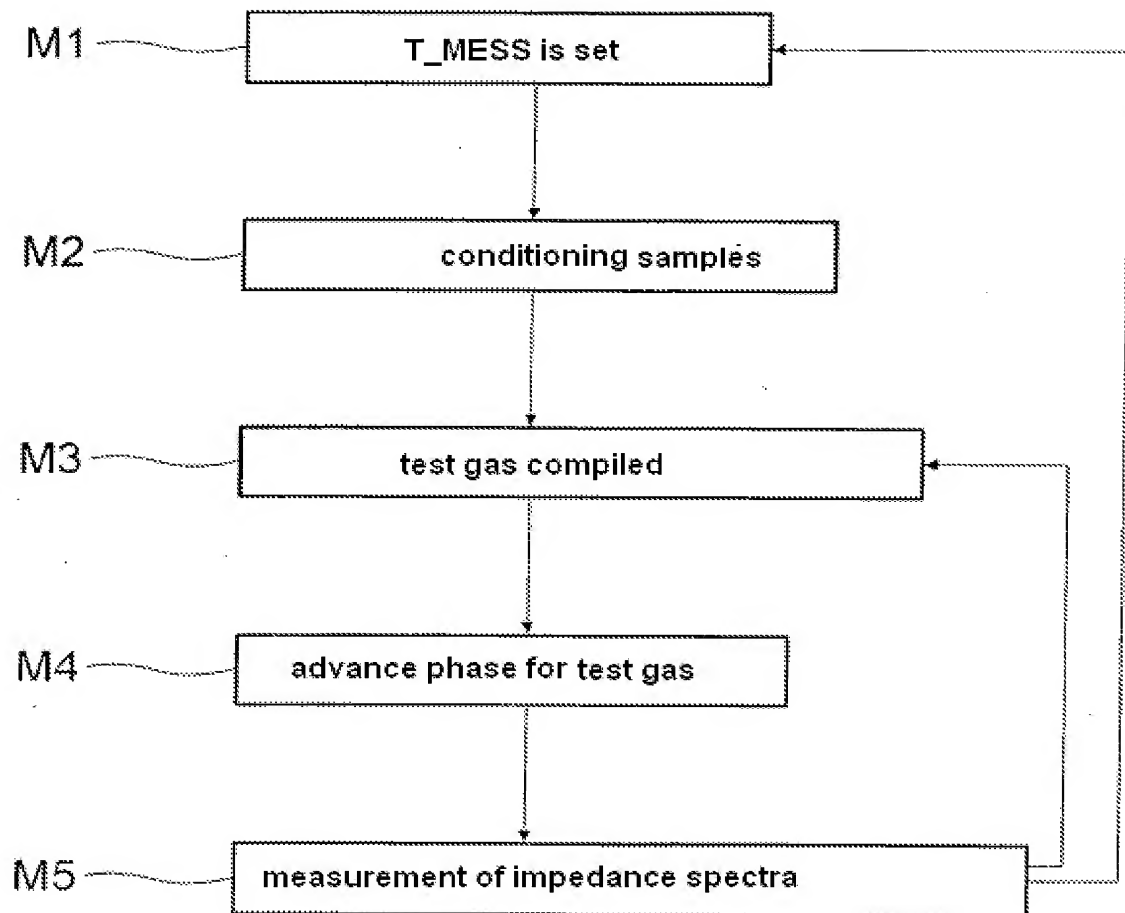 M1
T_MESS is set
M2
conditioning samples
M3
test gas compiled
M4
advance phase for test gas
M5
measurement of impedance spectra